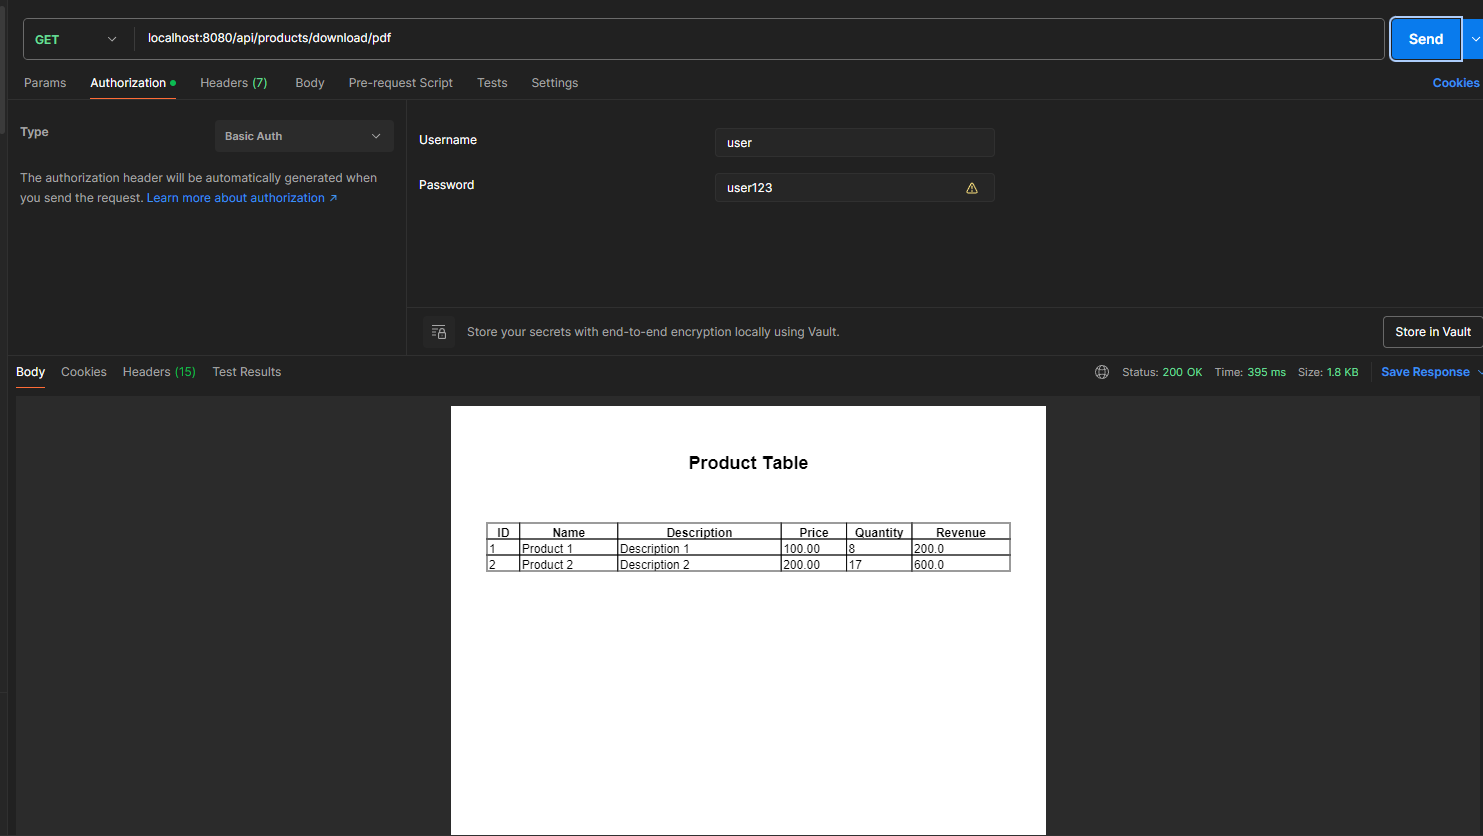 GET localhost:8080/api/products/download/pdf Send
Params Authorization Headers (7) Body Pre-request Script Tests Settings Cookies
Type Basic Auth
The authorization header will be automatically generated when
you send the request. Learn more about authorization ↗
Username user
Password user123
Store your secrets with end-to-end encryption locally using Vault. Store in Vault
Body Cookies Headers (15) Test Results Status: 200 OK Time: 395 ms Size: 1.8 KB Save Response
Product Table
ID Name Description Price Quantity Revenue
1 Product 1 Description 1 100.00 8 200.0
2 Product 2 Description 2 200.00 17 600.0